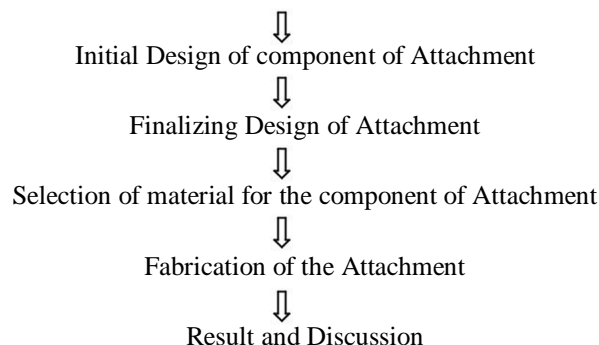 Initial Design of component of Attachment
Finalizing Design of Attachment
Selection of material for the component of Attachment
Fabrication of the Attachment
Result and Discussion